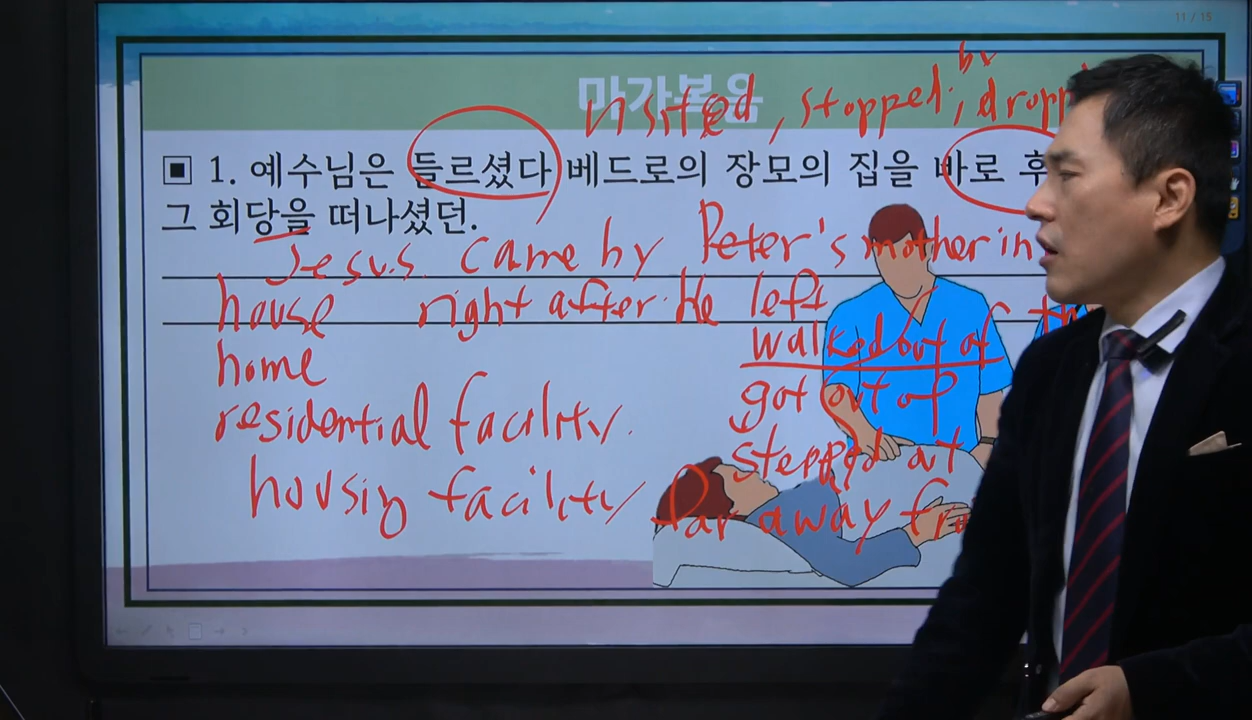 11 / 15
마가복음
visited, stopped by,
▣ 1. 예수님은 들르셨다 베드로의 장모의 집을 바로 후
그 회당을 떠나셨던.
Jesus came by Peter's mother in
house right after He left
home walked out of th
residential facility. got out of
stepped at
housing facility far away